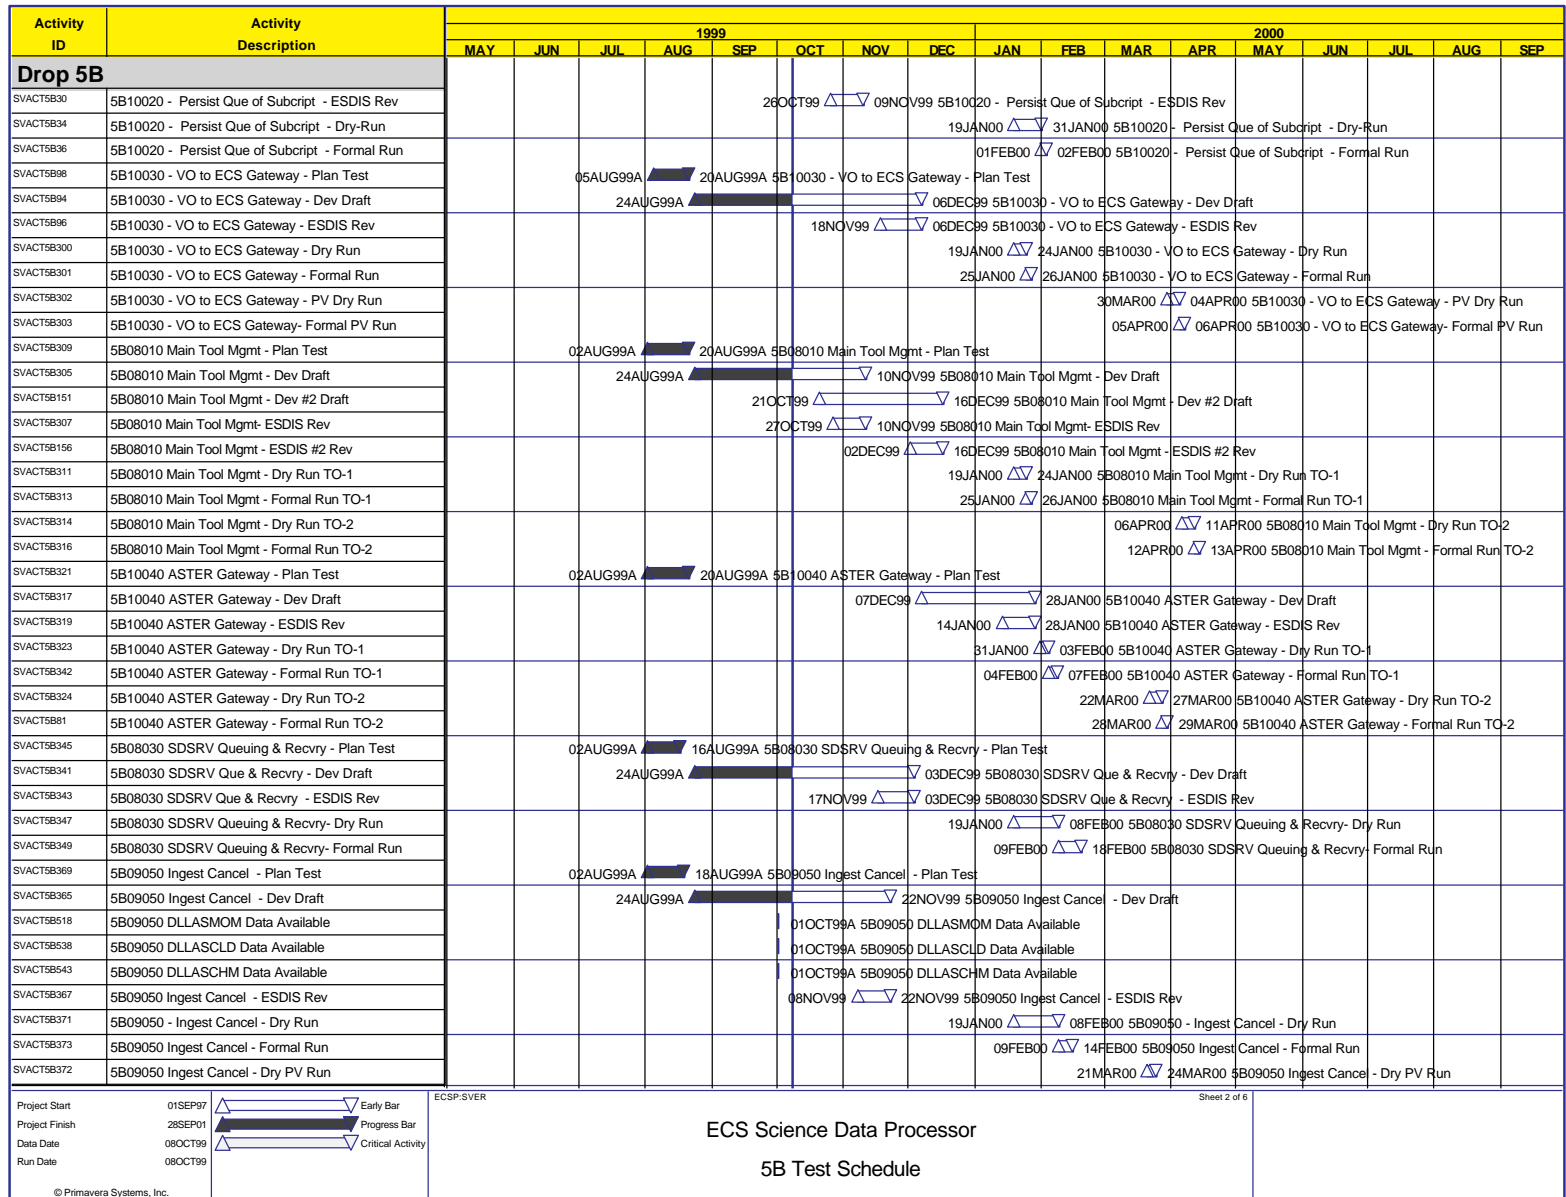 Activity Activity
ID Description
1999 2000
MAY JUN JUL AUG SEP OCT NOV DEC JAN FEB MAR APR MAY JUN JUL AUG SEP
Drop 5B
SVACT5B30 5B10020 - Persist Que of Subcript - ESDIS Rev 26OCT99 09NOV99 5B10020 - Persist Que of Subcript - ESDIS Rev
SVACT5B34 5B10020 - Persist Que of Subcript - Dry-Run 19JAN00 31JAN00 5B10020 - Persist Que of Subcript - Dry-Run
SVACT5B36 5B10020 - Persist Que of Subcript - Formal Run 01FEB00 02FEB00 5B10020 - Persist Que of Subcript - Formal Run
SVACT5B98 5B10030 - VO to ECS Gateway - Plan Test 05AUG99A 20AUG99A 5B10030 - VO to ECS Gateway - Plan Test
SVACT5B94 5B10030 - VO to ECS Gateway - Dev Draft 24AUG99A 06DEC99 5B10030 - VO to ECS Gateway - Dev Draft
SVACT5B96 5B10030 - VO to ECS Gateway - ESDIS Rev 18NOV99 06DEC99 5B10030 - VO to ECS Gateway - ESDIS Rev
SVACT5B300 5B10030 - VO to ECS Gateway - Dry Run 19JAN00 24JAN00 5B10030 - VO to ECS Gateway - Dry Run
SVACT5B301 5B10030 - VO to ECS Gateway - Formal Run 25JAN00 26JAN00 5B10030 - VO to ECS Gateway - Formal Run
SVACT5B302 5B10030 - VO to ECS Gateway - PV Dry Run 30MAR00 04APR00 5B10030 - VO to ECS Gateway - PV Dry Run
SVACT5B303 5B10030 - VO to ECS Gateway- Formal PV Run 05APR00 06APR00 5B10030 - VO to ECS Gateway- Formal PV Run
SVACT5B309 5B08010 Main Tool Mgmt - Plan Test 02AUG99A 20AUG99A 5B08010 Main Tool Mgmt - Plan Test
SVACT5B305 5B08010 Main Tool Mgmt - Dev Draft 24AUG99A 10NOV99 5B08010 Main Tool Mgmt - Dev Draft
SVACT5B151 5B08010 Main Tool Mgmt - Dev #2 Draft 21OCT99 16DEC99 5B08010 Main Tool Mgmt - Dev #2 Draft
SVACT5B307 5B08010 Main Tool Mgmt- ESDIS Rev 27OCT99 10NOV99 5B08010 Main Tool Mgmt- ESDIS Rev
SVACT5B156 5B08010 Main Tool Mgmt - ESDIS #2 Rev 02DEC99 16DEC99 5B08010 Main Tool Mgmt - ESDIS #2 Rev
SVACT5B311 5B08010 Main Tool Mgmt - Dry Run TO-1 19JAN00 24JAN00 5B08010 Main Tool Mgmt - Dry Run TO-1
SVACT5B313 5B08010 Main Tool Mgmt - Formal Run TO-1 25JAN00 26JAN00 5B08010 Main Tool Mgmt - Formal Run TO-1
SVACT5B314 5B08010 Main Tool Mgmt - Dry Run TO-2 06APR00 11APR00 5B08010 Main Tool Mgmt - Dry Run TO-2
SVACT5B316 5B08010 Main Tool Mgmt - Formal Run TO-2 12APR00 13APR00 5B08010 Main Tool Mgmt - Formal Run TO-2
SVACT5B321 5B10040 ASTER Gateway - Plan Test 02AUG99A 20AUG99A 5B10040 ASTER Gateway - Plan Test
SVACT5B317 5B10040 ASTER Gateway - Dev Draft 07DEC99 28JAN00 5B10040 ASTER Gateway - Dev Draft
SVACT5B319 5B10040 ASTER Gateway - ESDIS Rev 14JAN00 28JAN00 5B10040 ASTER Gateway - ESDIS Rev
SVACT5B323 5B10040 ASTER Gateway - Dry Run TO-1 31JAN00 03FEB00 5B10040 ASTER Gateway - Dry Run TO-1
SVACT5B342 5B10040 ASTER Gateway - Formal Run TO-1 04FEB00 07FEB00 5B10040 ASTER Gateway - Formal Run TO-1
SVACT5B324 5B10040 ASTER Gateway - Dry Run TO-2 22MAR00 27MAR00 5B10040 ASTER Gateway - Dry Run TO-2
SVACT5B81 5B10040 ASTER Gateway - Formal Run TO-2 28MAR00 29MAR00 5B10040 ASTER Gateway - Formal Run TO-2
SVACT5B345 5B08030 SDSRV Queuing & Recvry - Plan Test 02AUG99A 16AUG99A 5B08030 SDSRV Queuing & Recvry - Plan Test
SVACT5B341 5B08030 SDSRV Que & Recvry - Dev Draft 24AUG99A 03DEC99 5B08030 SDSRV Que & Recvry - Dev Draft
SVACT5B343 5B08030 SDSRV Que & Recvry - ESDIS Rev 17NOV99 03DEC99 5B08030 SDSRV Que & Recvry - ESDIS Rev
SVACT5B347 5B08030 SDSRV Queuing & Recvry- Dry Run 19JAN00 08FEB00 5B08030 SDSRV Queuing & Recvry- Dry Run
SVACT5B349 5B08030 SDSRV Queuing & Recvry- Formal Run 09FEB00 18FEB00 5B08030 SDSRV Queuing & Recvry- Formal Run
SVACT5B369 5B09050 Ingest Cancel - Plan Test 02AUG99A 18AUG99A 5B09050 Ingest Cancel - Plan Test
SVACT5B365 5B09050 Ingest Cancel - Dev Draft 24AUG99A 22NOV99 5B09050 Ingest Cancel - Dev Draft
SVACT5B518 5B09050 DLLASMOM Data Available 01OCT99A 5B09050 DLLASMOM Data Available
SVACT5B538 5B09050 DLLASCLD Data Available 01OCT99A 5B09050 DLLASCLD Data Available
SVACT5B543 5B09050 DLLASCHM Data Available 01OCT99A 5B09050 DLLASCHM Data Available
SVACT5B367 5B09050 Ingest Cancel - ESDIS Rev 08NOV99 22NOV99 5B09050 Ingest Cancel - ESDIS Rev
SVACT5B371 5B09050 - Ingest Cancel - Dry Run 19JAN00 08FEB00 5B09050 - Ingest Cancel - Dry Run
SVACT5B373 5B09050 Ingest Cancel - Formal Run 09FEB00 14FEB00 5B09050 Ingest Cancel - Formal Run
SVACT5B372 5B09050 Ingest Cancel - Dry PV Run 21MAR00 24MAR00 5B09050 Ingest Cancel - Dry PV Run
Project Start 01SEP97 Early Bar
Project Finish 28SEP01 Progress Bar
Data Date 08OCT99 Critical Activity
Run Date 08OCT99
© Primavera Systems, Inc.
ECSP:SVER
Sheet 2 of 6
ECS Science Data Processor
5B Test Schedule